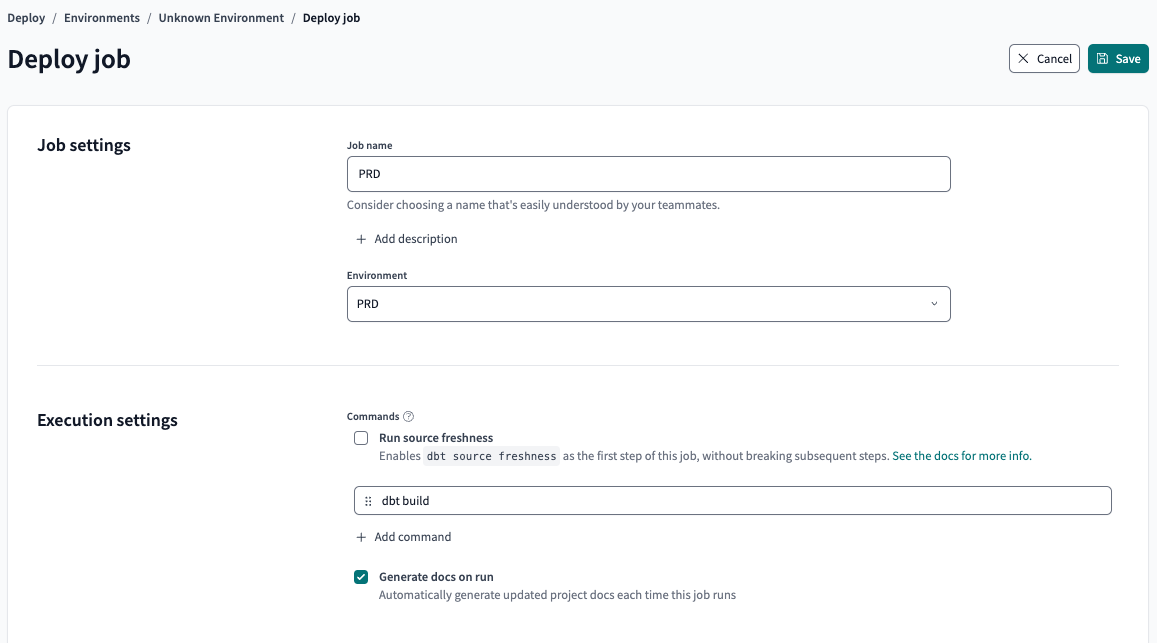 Deploy / Environments / Unknown Environment / Deploy job
Deploy job
Cancel
Save
Job settings
Job name
PRD
Consider choosing a name that's easily understood by your teammates.
+ Add description
Environment
PRD
Execution settings
Commands ?
Run source freshness
Enables dbt source freshness as the first step of this job, without breaking subsequent steps. See the docs for more info.
dbt build
+ Add command
Generate docs on run
Automatically generate updated project docs each time this job runs